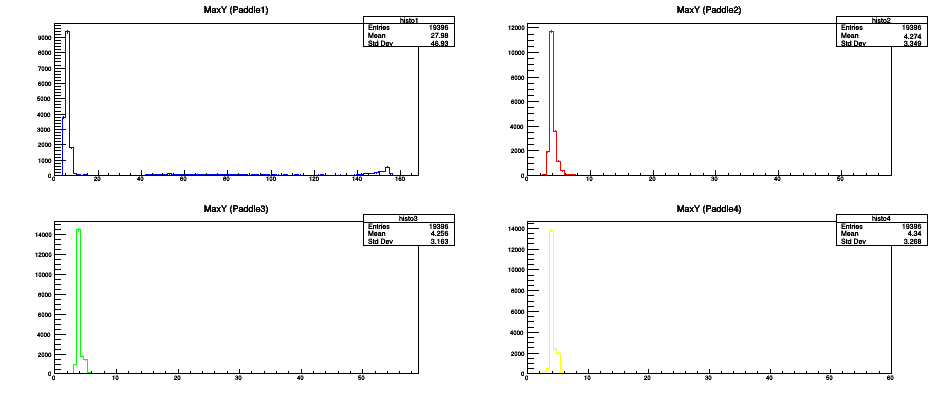 MaxY (Paddle1)
histo1
Entries 19396
Mean 27.98
Std Dev 46.93
9000
8000
7000
6000
5000
4000
3000
2000
1000
0
0 20 40 60 80 100 120 140 160
MaxY (Paddle2)
histo2
Entries 19396
Mean 4.274
Std Dev 3.349
12000
10000
8000
6000
4000
2000
0
0 10 20 30 40 50
MaxY (Paddle3)
histo3
Entries 19396
Mean 4.256
Std Dev 3.163
14000
12000
10000
8000
6000
4000
2000
0
0 10 20 30 40 50
MaxY (Paddle4)
histo4
Entries 19396
Mean 4.34
Std Dev 3.268
14000
12000
10000
8000
6000
4000
2000
0
0 10 20 30 40 50 60